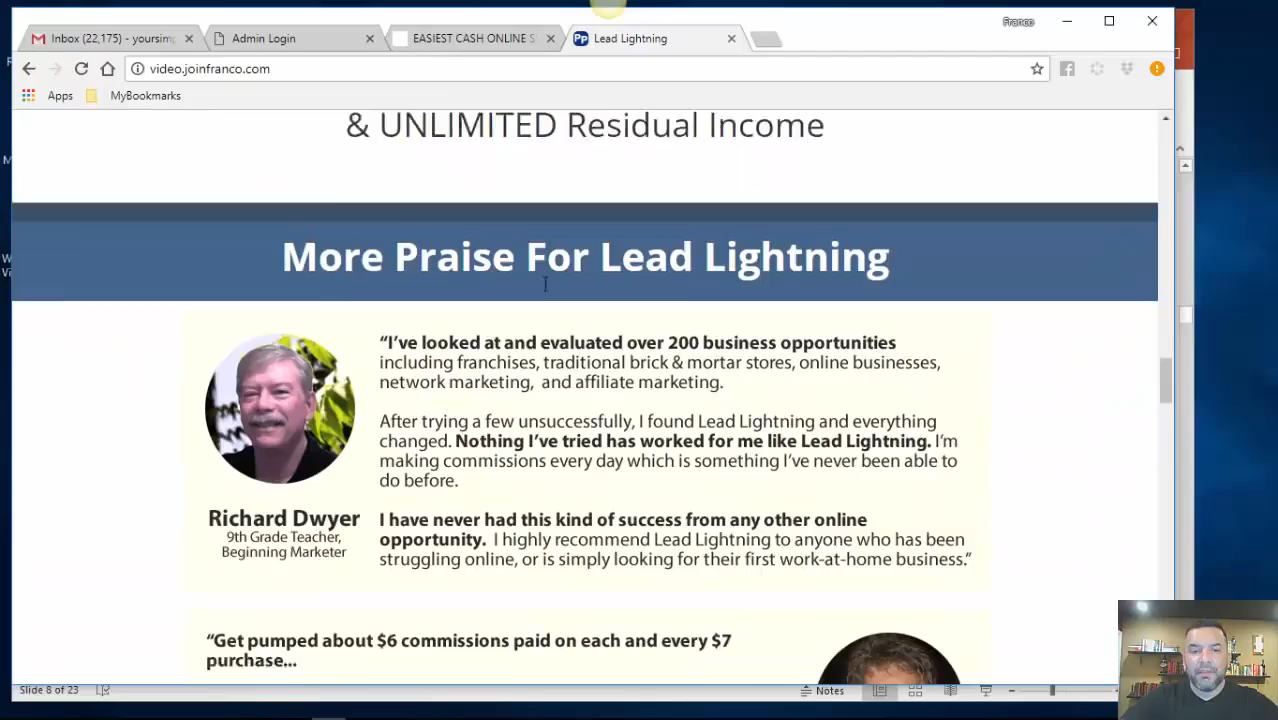 Franco
Inbox (22,175) - yoursim
Admin Login
EASIEST CASH ONLINE S
Lead Lightning
video.joinfranco.com
Apps
MyBookmarks
& UNLIMITED Residual Income
More Praise For Lead Lightning
“I’ve looked at and evaluated over 200 business opportunities
including franchises, traditional brick & mortar stores, online businesses,
network marketing, and affiliate marketing.
After trying a few unsuccessfully, I found Lead Lightning and everything
changed. Nothing I’ve tried has worked for me like Lead Lightning. I’m
making commissions every day which is something I’ve never been able to
do before.
Richard Dwyer
9th Grade Teacher,
Beginning Marketer
I have never had this kind of success from any other online
opportunity. I highly recommend Lead Lightning to anyone who has been
struggling online, or is simply looking for their first work-at-home business.”
“Get pumped about $6 commissions paid on each and every $7
purchase...
Slide 8 of 23
Notes